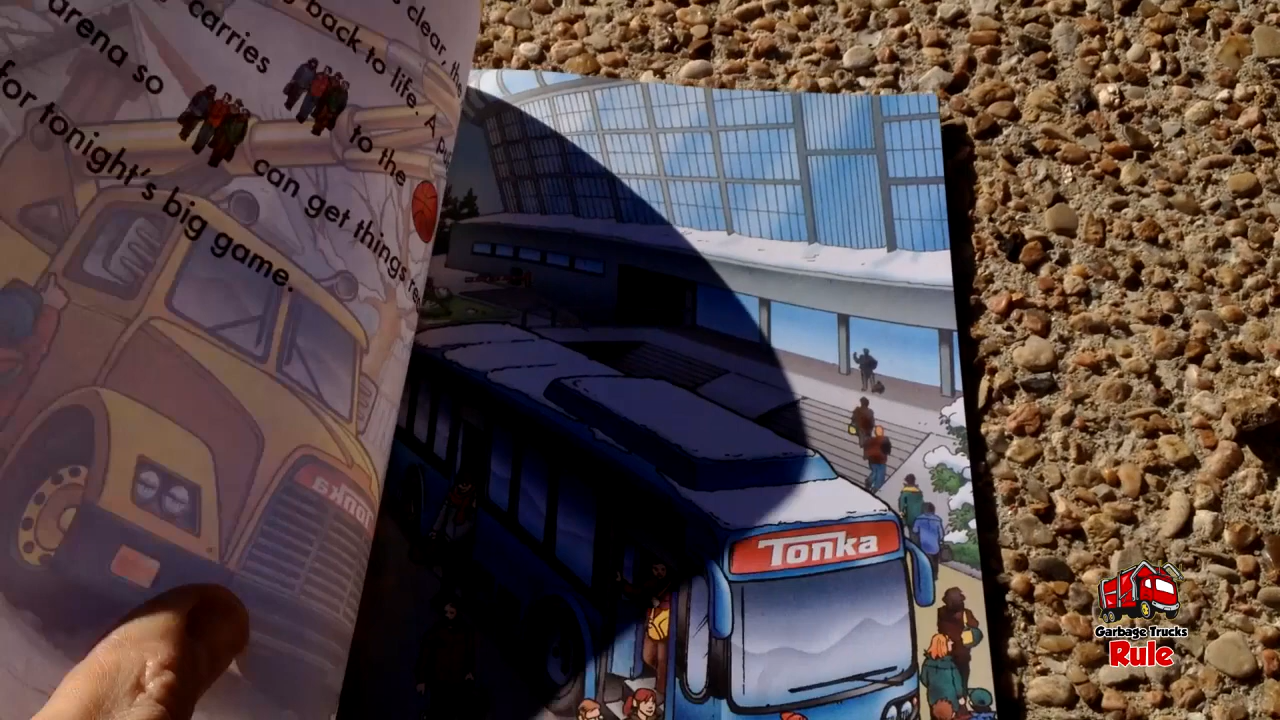 s clear, the
back to life. A pu
carries to the
arena so can get things re
for tonight's big game.
Tonka
Tonka
Garbage Trucks
Rule